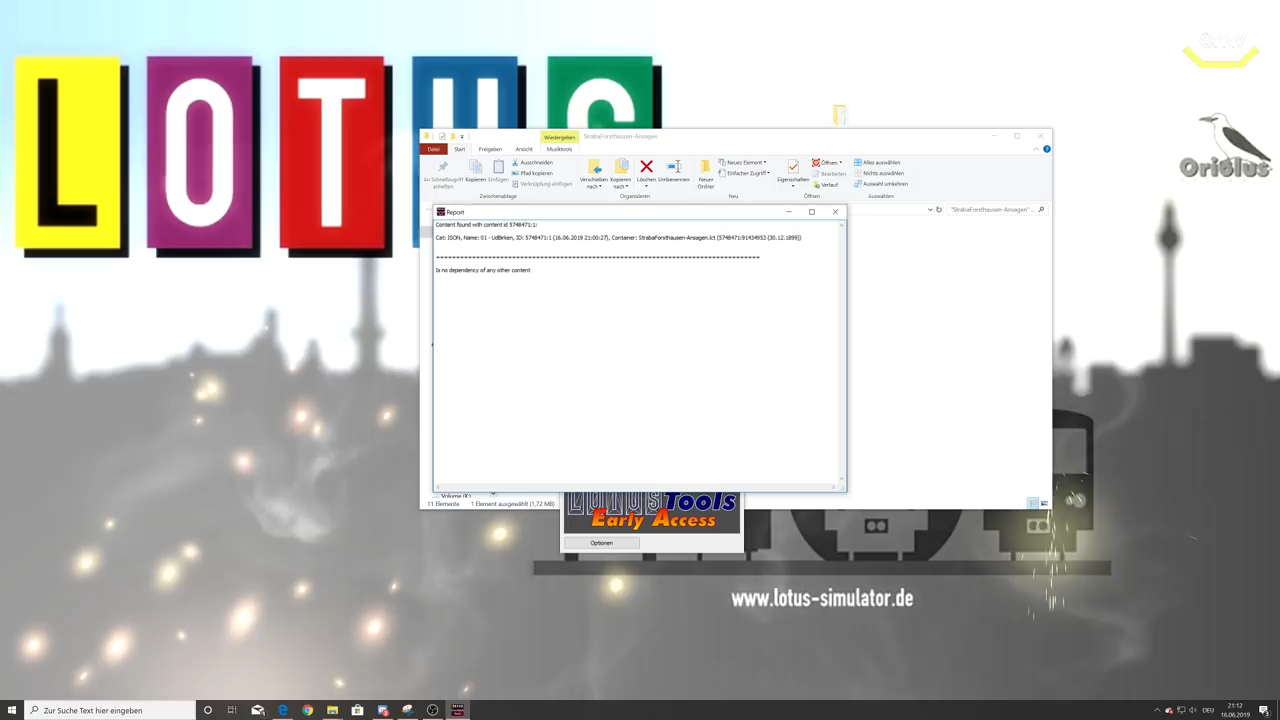 LOTUS
ÖPNV
Oriolus
Wiedergeben
StrabaForsthausen-Ansagen
Datei
Start
Freigeben
Ansicht
Musiktools
An Schnellzugriff anheften
Kopieren
Einfügen
Ausschneiden
Pfad kopieren
Verknüpfung einfügen
Zwischenablage
Verschieben nach
Kopieren nach
Löschen
Umbenennen
Organisieren
Neuer Ordner
Neues Element
Einfacher Zugriff
Neu
Eigenschaften
Öffnen
Bearbeiten
Verlauf
Öffnen
Alles auswählen
Nichts auswählen
Auswahl umkehren
Auswählen
"StrabaForsthausen-Ansagen" ...
Report
Content found with content id 5748471:1:
Cat: ISON, Name: 01 - UdBirken, ID: 5748471:1 (16.06.2019 21:00:27), Container: StrabaForsthausen-Ansagen.lct (5748471:91434953 (30.12.1899))
Is no dependency of any other content
Volume (K:)
11 Elemente
1 Element ausgewählt (1,72 MB)
LOTUS Tools
Early Access
Optionen
www.lotus-simulator.de
Zur Suche Text hier eingeben
DEU
21:12
16.06.2019